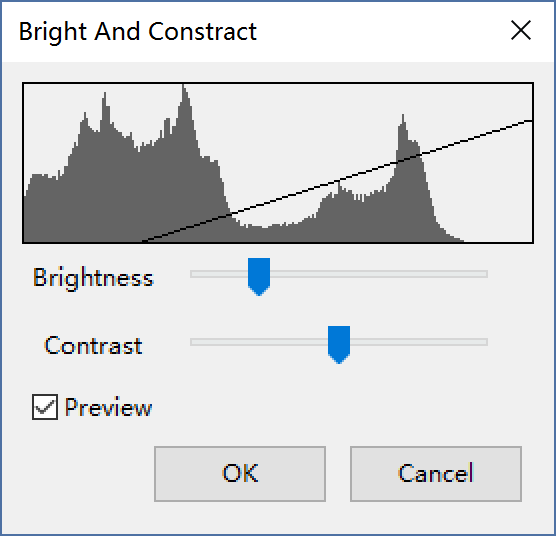 Bright And Constract
Brightness
Contrast
Preview
OK
Cancel